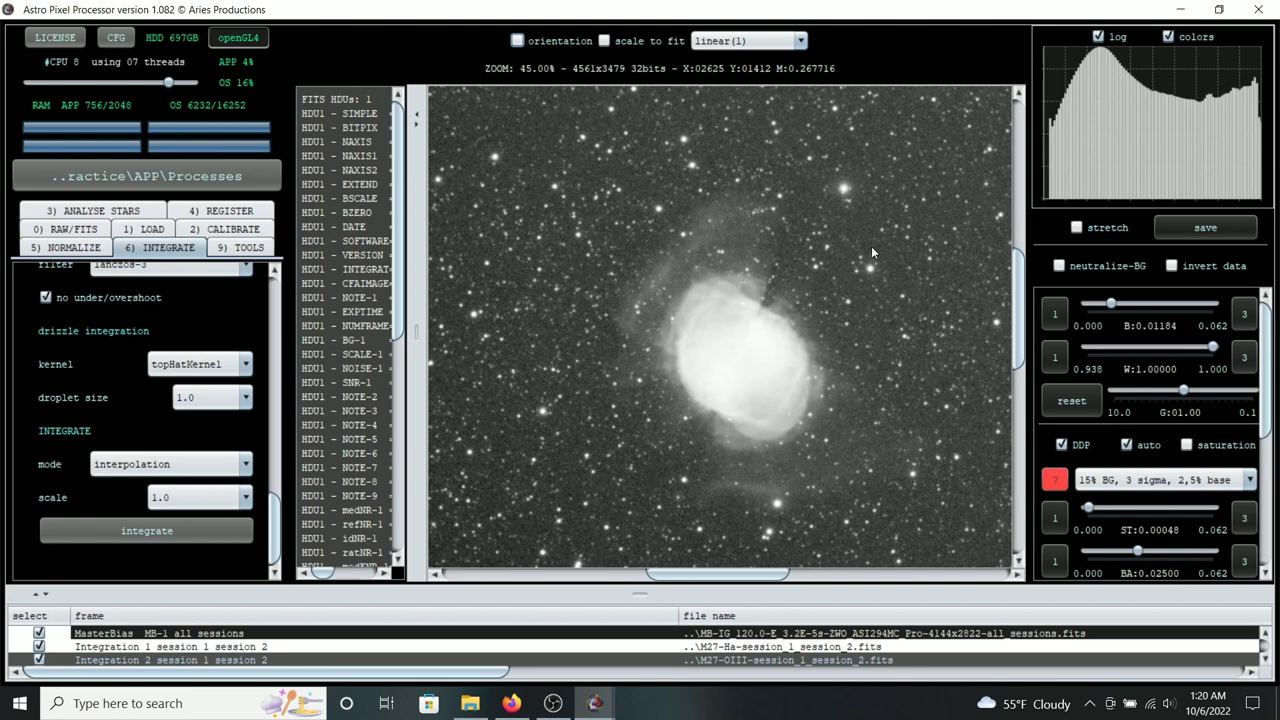 Astro Pixel Processor version 1.082 © Aries Productions
LICENSE
CFG
HDD 697GB
openGL4
#CPU 8 using 07 threads
APP 4%
OS 16%
RAM APP 756/2048
OS 6232/16252
..ractice\APP\Processes
3) ANALYSE STARS
4) REGISTER
0) RAW/FITS
1) LOAD
2) CALIBRATE
5) NORMALIZE
6) INTEGRATE
9) TOOLS
filter
lanczos-3
no under/overshoot
drizzle integration
kernel
topHatKernel
droplet size
1.0
INTEGRATE
mode
interpolation
scale
1.0
integrate
FITS HDUs: 1
HDU1 - SIMPLE
HDU1 - BITPIX
HDU1 - NAXIS
HDU1 - NAXIS1
HDU1 - NAXIS2
HDU1 - EXTEND
HDU1 - BSCALE
HDU1 - BZERO
HDU1 - DATE
HDU1 - SOFTWARE=
HDU1 - VERSION =
HDU1 - INTEGRAT=
HDU1 - CFAIMAGE=
HDU1 - NOTE-1 =
HDU1 - EXPTIME =
HDU1 - NUMFRAME=
HDU1 - BG-1 =
HDU1 - SCALE-1 =
HDU1 - NOISE-1 =
HDU1 - SNR-1 =
HDU1 - NOTE-2 =
HDU1 - NOTE-3 =
HDU1 - NOTE-4 =
HDU1 - NOTE-5 =
HDU1 - NOTE-6 =
HDU1 - NOTE-7 =
HDU1 - NOTE-8 =
HDU1 - NOTE-9 =
HDU1 - medNR-1 =
HDU1 - refNR-1 =
HDU1 - idNR-1 =
HDU1 - ratNR-1 =
orientation
scale to fit
linear(1)
ZOOM: 45.00% - 4561x3479 32bits - X:02625 Y:01412 M:0.267716
log
colors
stretch
save
neutralize-BG
invert data
1
3
0.000 B:0.01184 0.062
1
3
0.938 W:1.00000 1.000
reset
10.0 G:01.00 0.1
DDP
auto
saturation
?
15% BG, 3 sigma, 2,5% base
1
3
0.000 ST:0.00048 0.062
1
3
0.000 BA:0.02500 0.062
select
frame
file name
MasterBias MB-1 all sessions
..\MB-IG_120.0-E_3.2E-5s-ZWO_ASI294MC_Pro-4144x2822-all_sessions.fits
Integration 1 session 1 session 2
..\M27-Ha-session_1_session_2.fits
Integration 2 session 1 session 2
..\M27-OIII-session_1_session_2.fits
Type here to search
55°F Cloudy
1:20 AM
10/6/2022